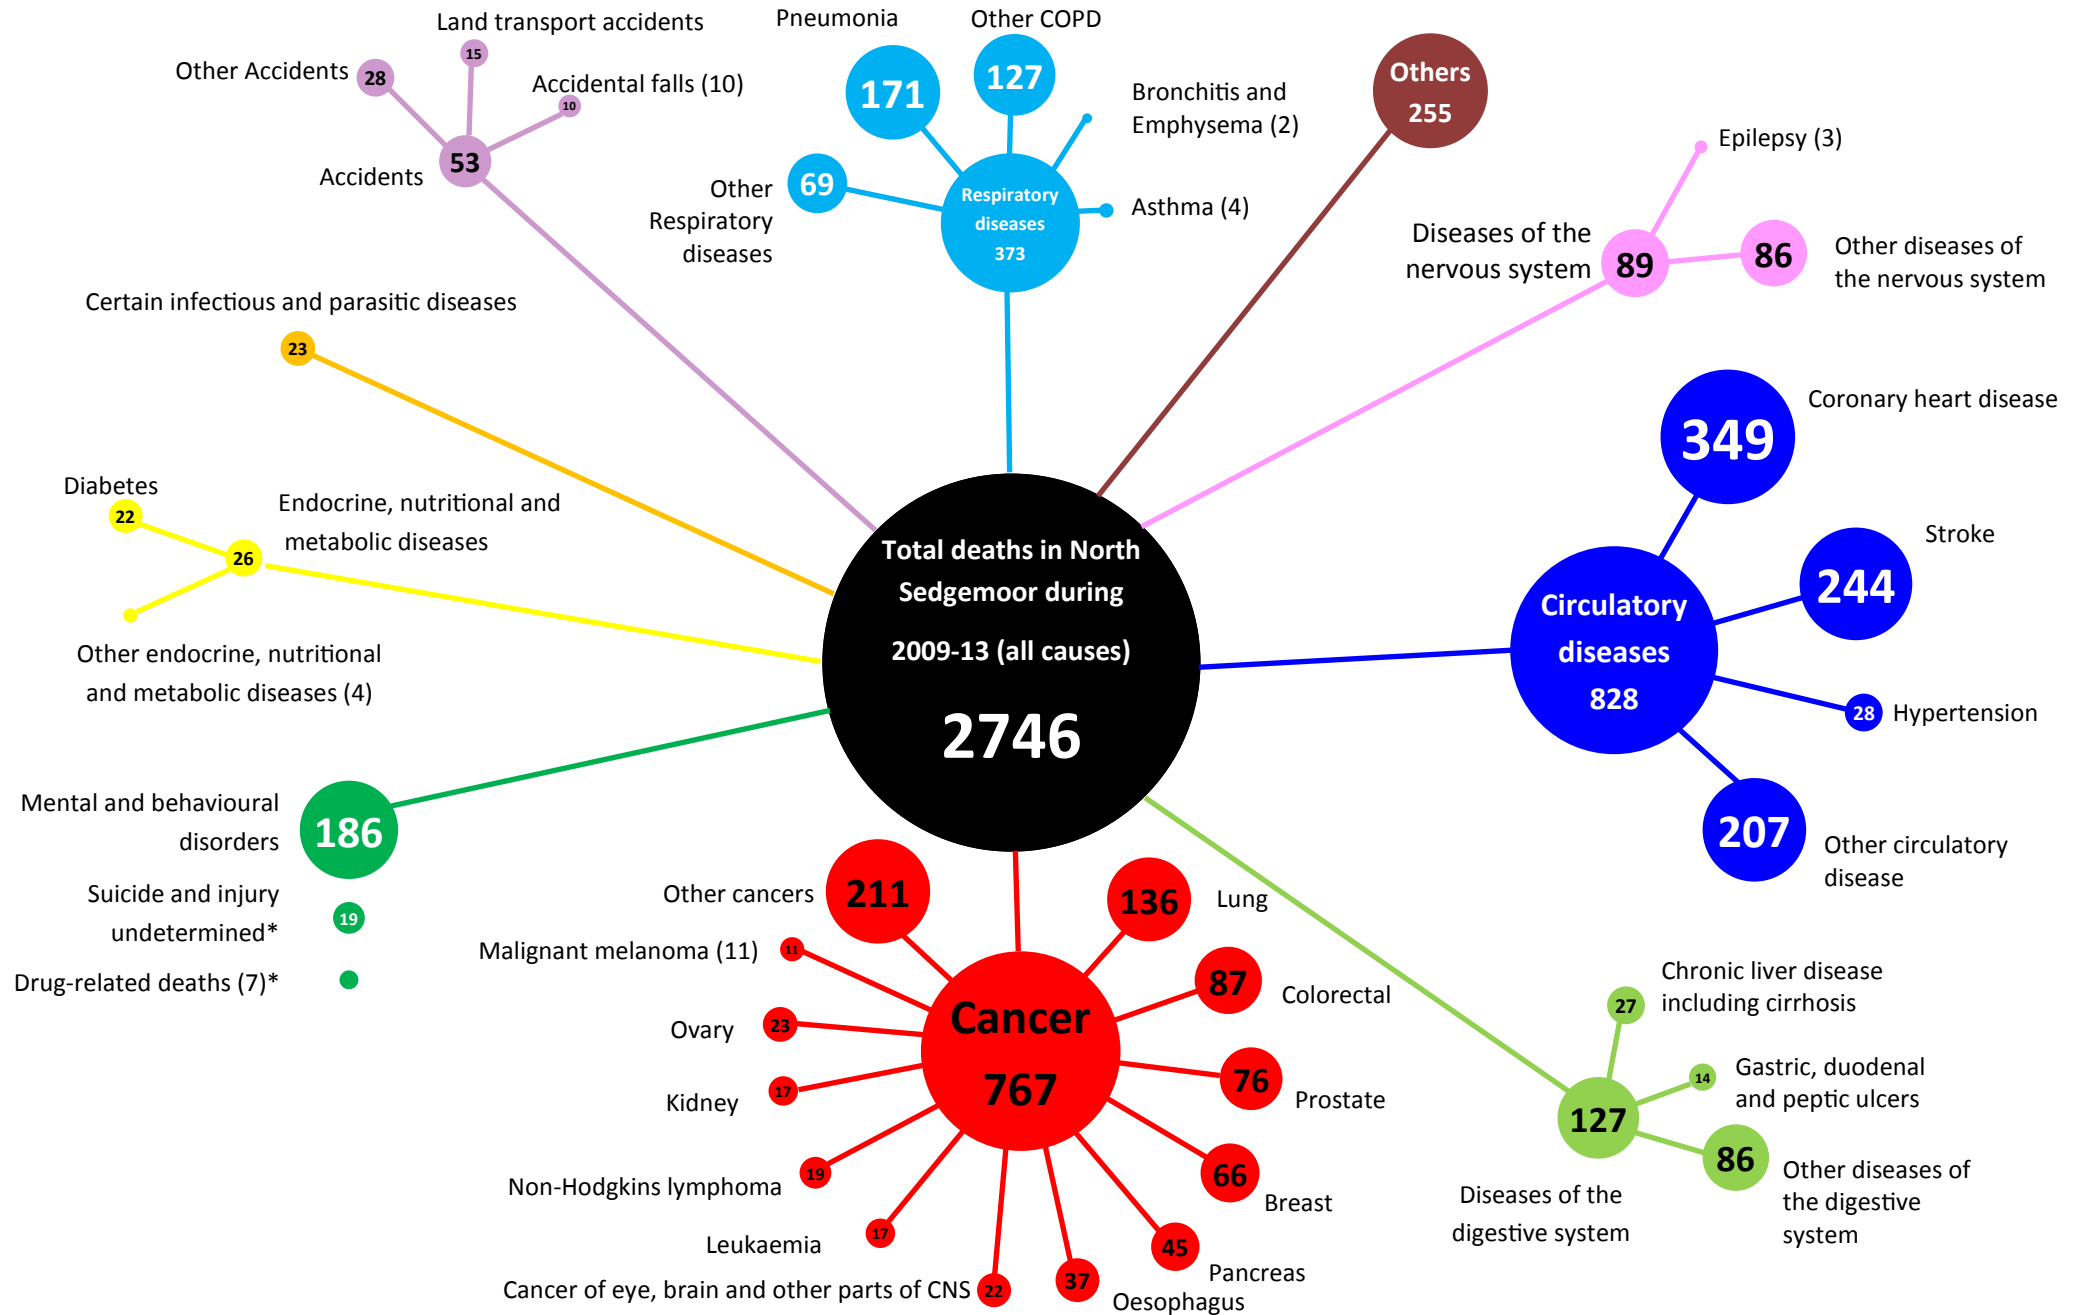 Land transport accidents
15
Other Accidents
28
Accidental falls (10)
10
Accidents
53
Pneumonia
171
Other COPD
127
Bronchitis and
Emphysema (2)
Other
Respiratory
diseases
69
Respiratory
diseases
373
Asthma (4)
Others
255
Epilepsy (3)
Diseases of the
nervous system
89
86
Other diseases of
the nervous system
Certain infectious and parasitic diseases
23
Coronary heart disease
349
Diabetes
22
Endocrine, nutritional and
metabolic diseases
26
Other endocrine, nutritional
and metabolic diseases (4)
Total deaths in North
Sedgemoor during
2009-13 (all causes)
2746
Stroke
244
Circulatory
diseases
828
28
Hypertension
207
Other circulatory
disease
Mental and behavioural
disorders
186
Suicide and injury
undetermined*
19
Drug-related deaths (7)*
Other cancers
211
136
Lung
Malignant melanoma (11)
11
87
Colorectal
Ovary
23
Cancer
767
76
Prostate
Kidney
17
66
Breast
Non-Hodgkins lymphoma
19
Leukaemia
17
45
Pancreas
Cancer of eye, brain and other parts of CNS
22
37
Oesophagus
Chronic liver disease
including cirrhosis
27
14
Gastric, duodenal
and peptic ulcers
127
86
Other diseases of
the digestive
system
Diseases of the
digestive system